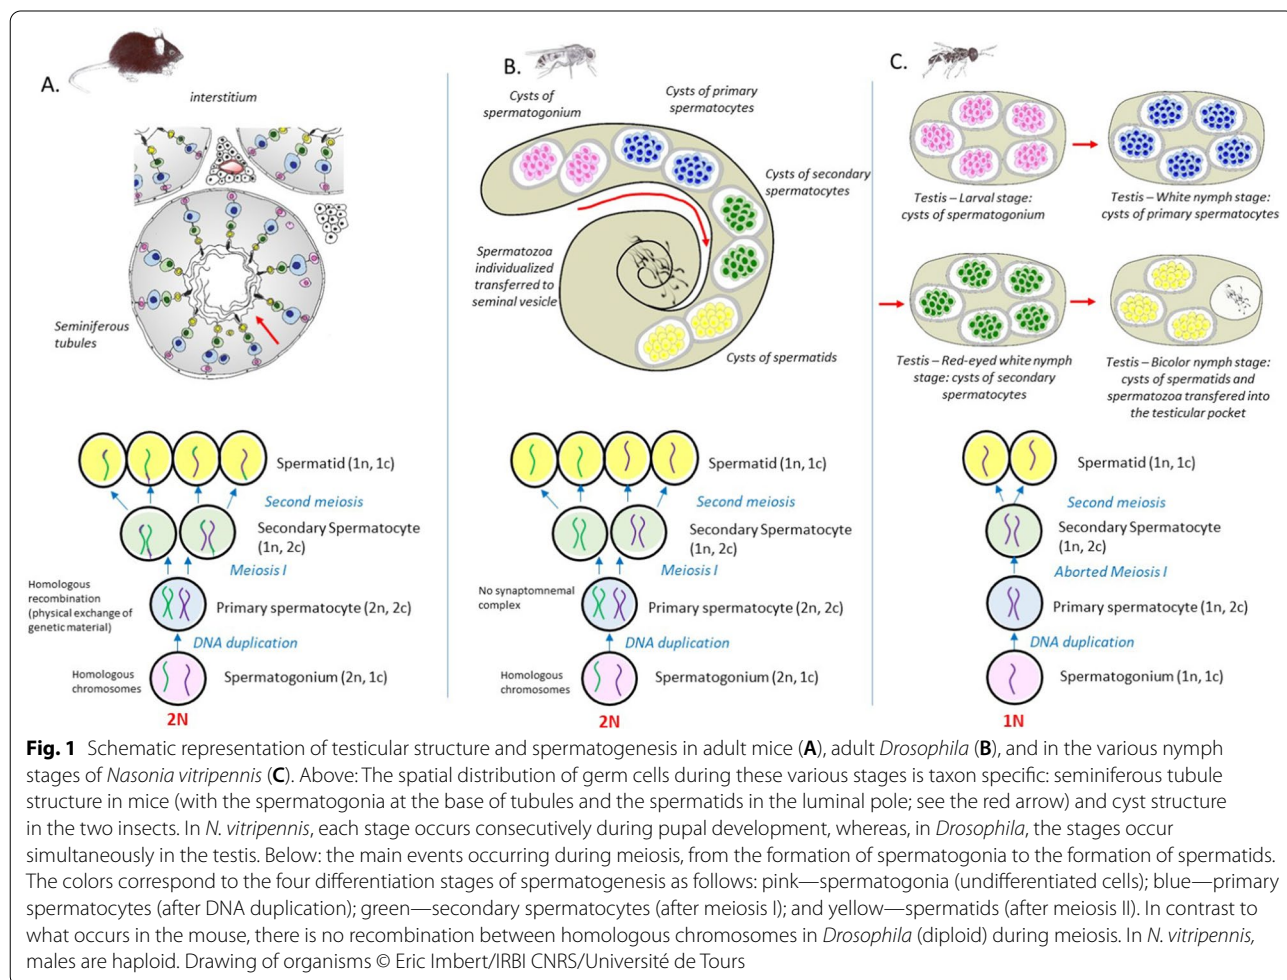 A.
interstitium
Seminiferous
tubules
Spermatid (1n, 1c)
Second meiosis
Secondary Spermatocyte
(1n, 2c)
Meiosis I
Homologous
recombination
(physical exchange of
genetic material)
Primary spermatocyte (2n, 2c)
DNA duplication
Homologous
chromosomes
Spermatogonium (2n, 1c)
2N
B.
Cysts of
spermatogonium
Cysts of primary
spermatocytes
Cysts of secondary
spermatocytes
Spermatozoa
individualized
transferred to
seminal vesicle
Cysts of spermatids
Spermatid (1n, 1c)
Second meiosis
Secondary Spermatocyte
(1n, 2c)
Meiosis I
No synaptomnemal
complex
Primary spermatocyte (2n, 2c)
DNA duplication
Homologous
chromosomes
Spermatogonium (2n, 1c)
2N
C.
Testis – Larval stage:
cysts of spermatogonium
Testis – White nymph stage:
cysts of primary spermatocytes
Testis – Red-eyed white nymph
stage: cysts of secondary
spermatocytes
Testis – Bicolor nymph stage:
cysts of spermatids and
spermatozoa transfered into
the testicular pocket
Spermatid (1n, 1c)
Second meiosis
Secondary Spermatocyte
(1n, 2c)
Aborted Meiosis I
Primary spermatocyte (1n, 2c)
DNA duplication
Spermatogonium (1n, 1c)
1N
Fig. 1 Schematic representation of testicular structure and spermatogenesis in adult mice (A), adult Drosophila (B), and in the various nymph
stages of Nasonia vitripennis (C). Above: The spatial distribution of germ cells during these various stages is taxon specific: seminiferous tubule
structure in mice (with the spermatogonia at the base of tubules and the spermatids in the luminal pole; see the red arrow) and cyst structure
in the two insects. In N. vitripennis, each stage occurs consecutively during pupal development, whereas, in Drosophila, the stages occur
simultaneously in the testis. Below: the main events occurring during meiosis, from the formation of spermatogonia to the formation of spermatids.
The colors correspond to the four differentiation stages of spermatogenesis as follows: pink—spermatogonia (undifferentiated cells); blue—primary
spermatocytes (after DNA duplication); green—secondary spermatocytes (after meiosis I); and yellow—spermatids (after meiosis II). In contrast to
what occurs in the mouse, there is no recombination between homologous chromosomes in Drosophila (diploid) during meiosis. In N. vitripennis,
males are haploid. Drawing of organisms © Eric Imbert/IRBI CNRS/Université de Tours